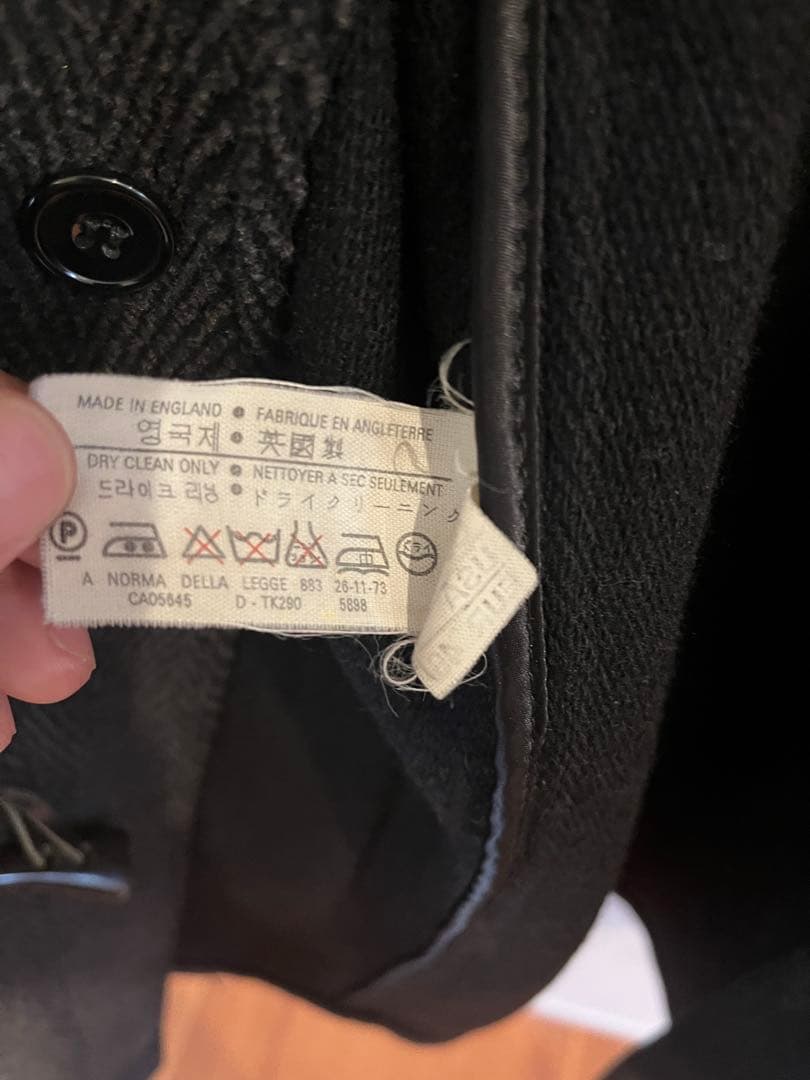 MADE IN ENGLAND ● FABRIQUE EN ANGLETERRE
영국제 ● 英國製
DRY CLEAN ONLY ● NETTOYER A SEC SEULEMENT
드라이크 리닝 ● ドライクリーニング
P
A NORMA DELLA LEGGE 883 26-11-73
CA05645 D - TK290 5898